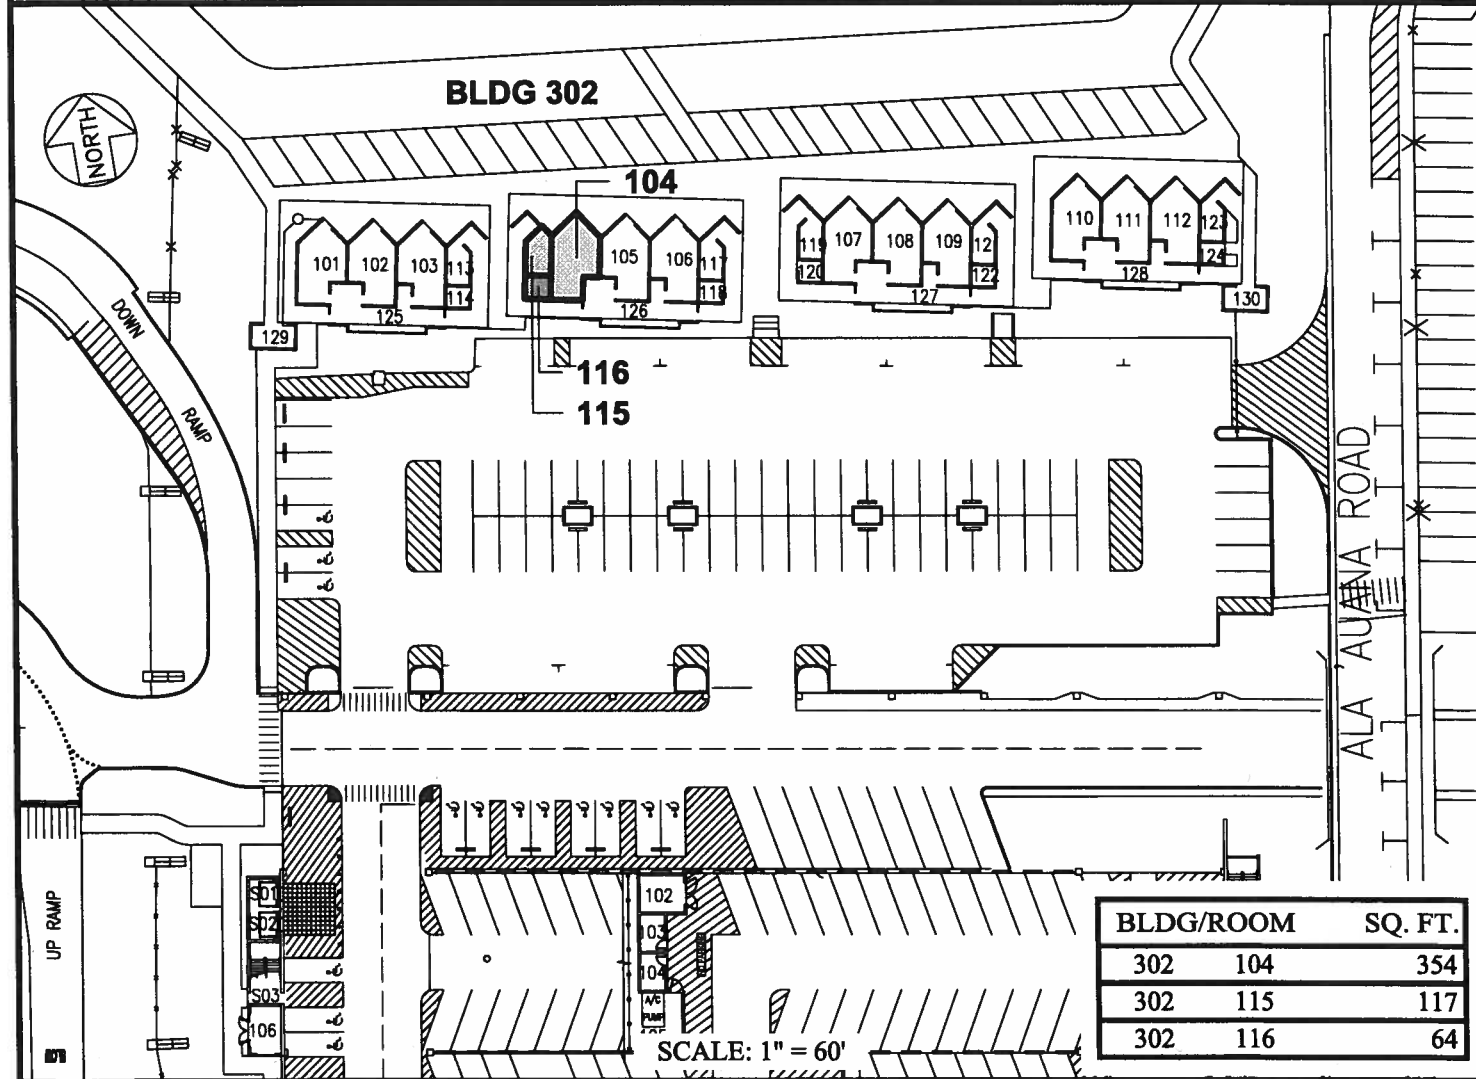 BLDG 302
NORTH
104
101 102 103 113 114 125
105 106 117 118 126
119 120 107 108 109 12 122 127
110 111 112 123 124 128
129
130
116
115
DOWN RAMP
ALA AUANA ROAD
UP RAMP
S01
S02
S03
106
102
103
104
A/C
PUMP
SCALE: 1" = 60'
BLDG/ROOM SQ. FT.
302 104 354
302 115 117
302 116 64